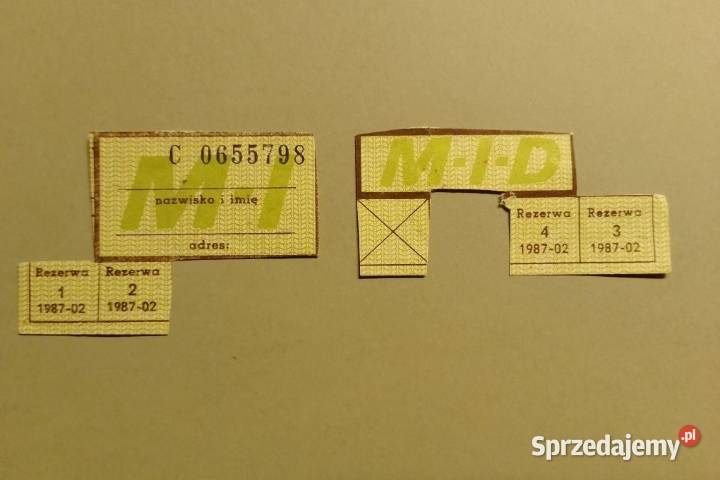 C 0655798
M-I
nazwisko i imię
adres:
Rezerwa
1
1987-02
Rezerwa
2
1987-02
M-I-D
Rezerwa
4
1987-02
Rezerwa
3
1987-02
Sprzedajemy.pl